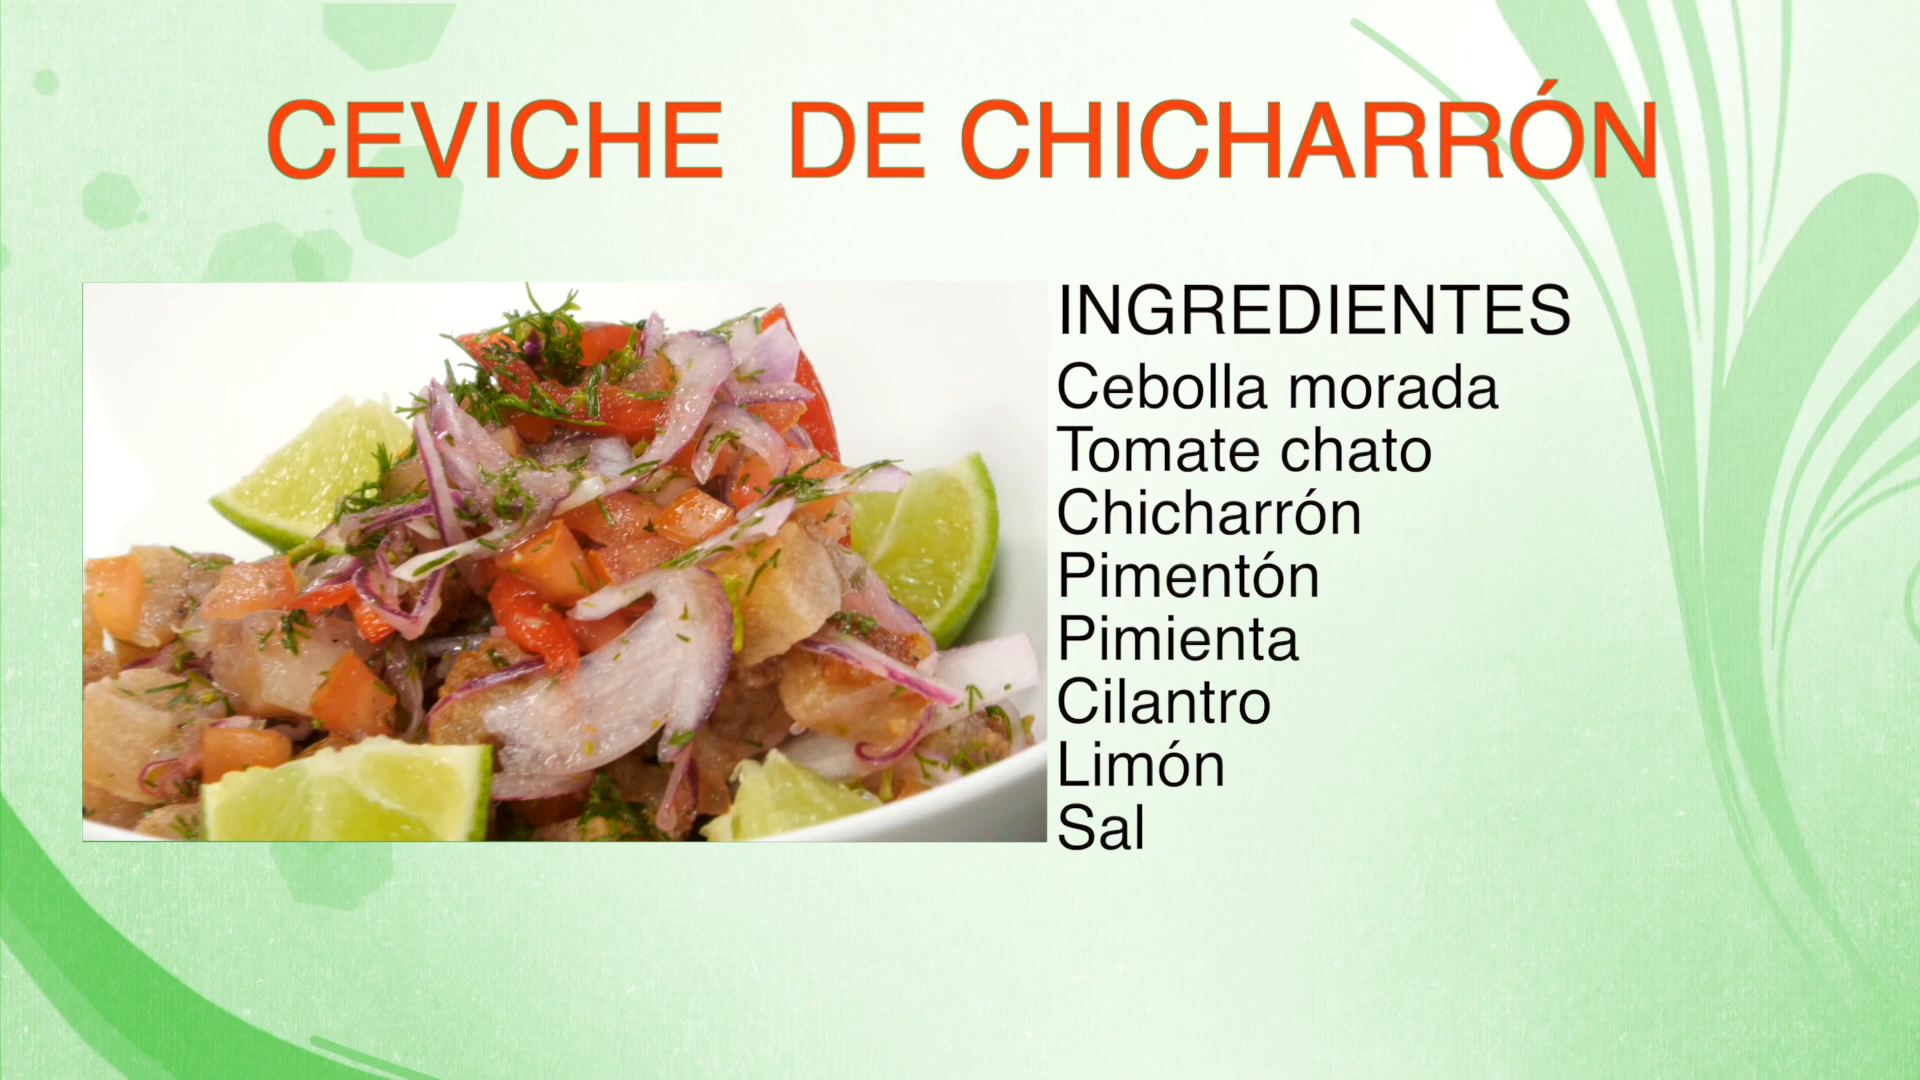 CEVICHE DE CHICHARRÓN
INGREDIENTES
Cebolla morada
Tomate chato
Chicharrón
Pimentón
Pimienta
Cilantro
Limón
Sal